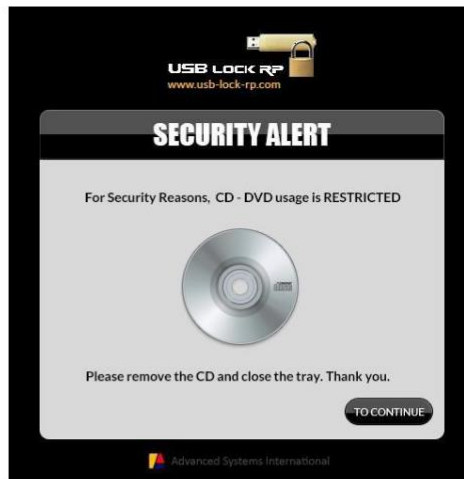 USB LOCK RP
www.usb-lock-rp.com
SECURITY ALERT
For Security Reasons, CD - DVD usage is RESTRICTED
Please remove the CD and close the tray. Thank you.
TO CONTINUE
Advanced Systems International